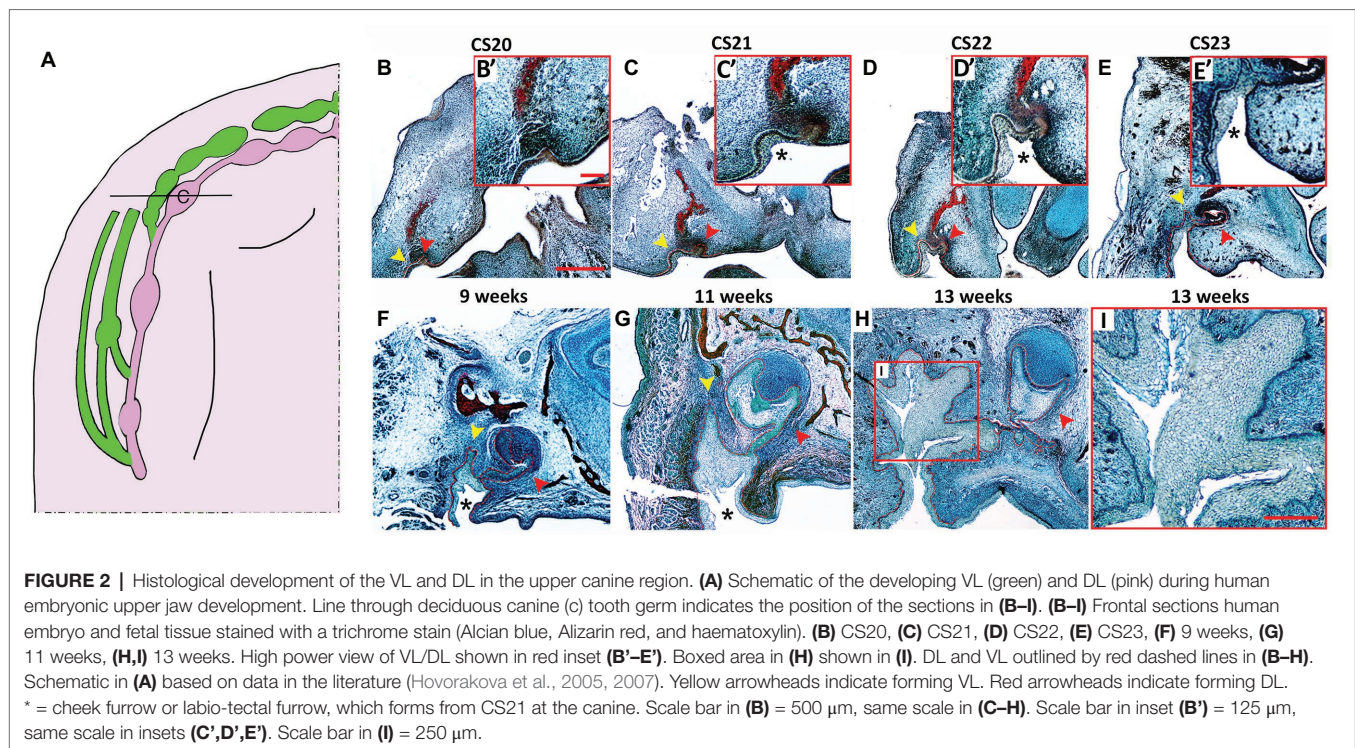 A
CS20
CS21
CS22
CS23
B
B’
C
C’
D
D’
E
E’
*
*
*
C
9 weeks
11 weeks
13 weeks
13 weeks
F
G
H
I
I
*
*
FIGURE 2 | Histological development of the VL and DL in the upper canine region. (A) Schematic of the developing VL (green) and DL (pink) during human
embryonic upper jaw development. Line through deciduous canine (c) tooth germ indicates the position of the sections in (B–I). (B–I) Frontal sections human
embryo and fetal tissue stained with a trichrome stain (Alcian blue, Alizarin red, and haematoxylin). (B) CS20, (C) CS21, (D) CS22, (E) CS23, (F) 9 weeks, (G)
11 weeks, (H,I) 13 weeks. High power view of VL/DL shown in red inset (B’–E’). Boxed area in (H) shown in (I). DL and VL outlined by red dashed lines in (B–H).
Schematic in (A) based on data in the literature (Hovorakova et al., 2005, 2007). Yellow arrowheads indicate forming VL. Red arrowheads indicate forming DL.
* = cheek furrow or labio-tectal furrow, which forms from CS21 at the canine. Scale bar in (B) = 500 μm, same scale in (C–H). Scale bar in inset (B’) = 125 μm,
same scale in insets (C’,D’,E’). Scale bar in (I) = 250 μm.